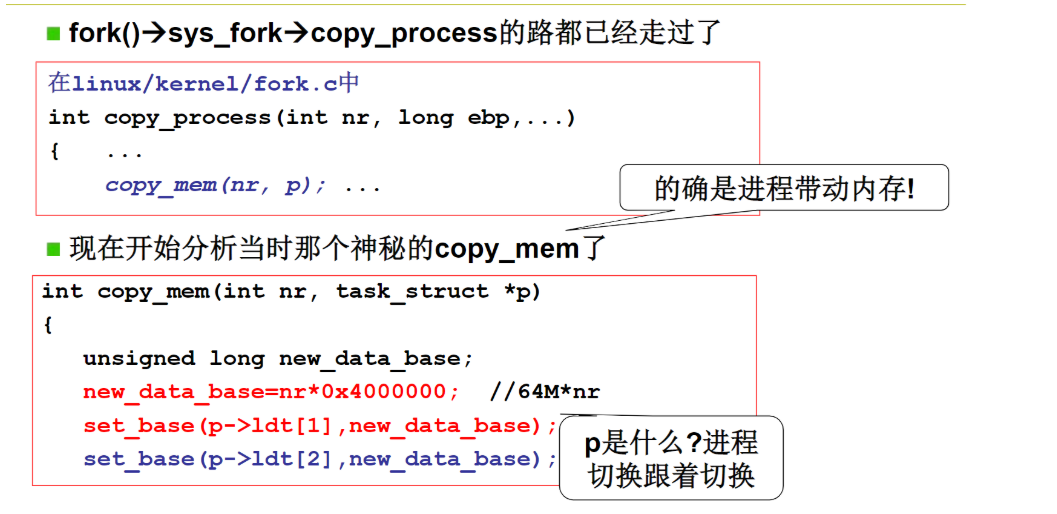 fork()→sys_fork→copy_process的路都已经走过了
在linux/kernel/fork.c中
int copy_process(int nr, long ebp,...)
{ ...
copy_mem(nr, p); ...
的确是进程带动内存!
现在开始分析当时那个神秘的copy_mem了
int copy_mem(int nr, task_struct *p)
{
unsigned long new_data_base;
new_data_base=nr*0x4000000; //64M*nr
set_base(p->ldt[1],new_data_base);
set_base(p->ldt[2],new_data_base);
p是什么?进程
切换跟着切换